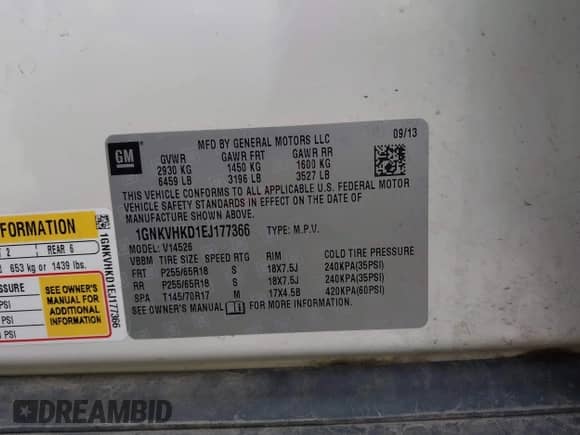 GM
MFD BY GENERAL MOTORS LLC
09/13
GVWR GAWR FRT GAWR RR
2930 KG 1450 KG 1600 KG
6459 LB 3196 LB 3527 LB
THIS VEHICLE CONFORMS TO ALL APPLICABLE U.S. FEDERAL MOTOR
VEHICLE SAFETY STANDARDS IN EFFECT ON THE DATE OF
MANUFACTURE SHOWN ABOVE.
1GNKVHKD1EJ177366 TYPE: M.P.V.
MODEL: V14526
VBBM TIRE SIZE SPEED RTG RIM COLD TIRE PRESSURE
FRT P255/65R18 S 18X7.5J 240KPA(35PSI)
RR P255/65R18 S 18X7.5J 240KPA(35PSI)
SPA T145/70R17 M 17X4.5B 420KPA(60PSI)
SEE OWNER'S MANUAL FOR MORE INFORMATION.
FORMATION
2 REAR 6
653 kg or 1439 lbs.
SSURE
SEE OWNER'S
MANUAL FOR
ADDITIONAL
INFORMATION
PSI
PSI
PSI
1GNKVHKD1EJ177366
DREAMBID